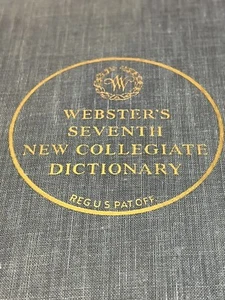 W
WEBSTER'S
SEVENTH
NEW COLLEGIATE
DICTIONARY
REG. U.S. PAT. OFF.